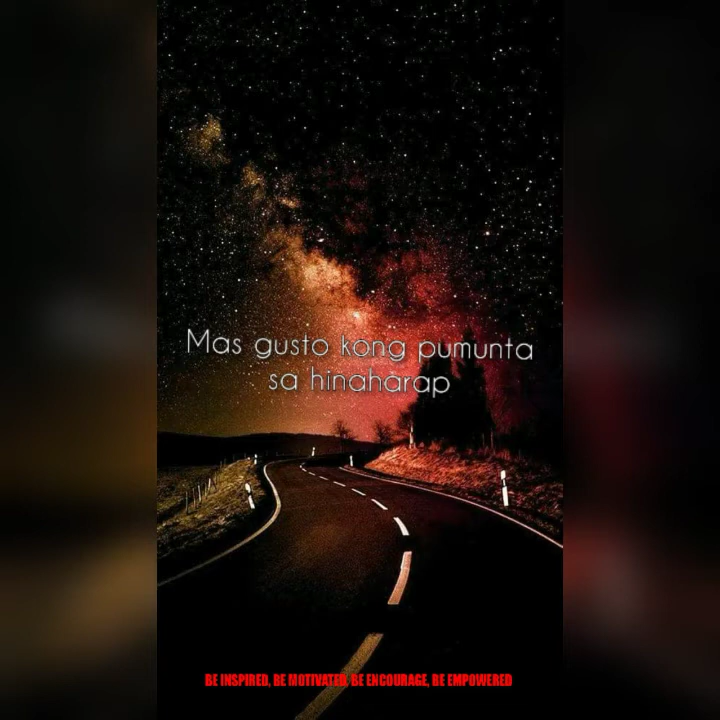 Mas gusto kong pumunta
sa hinaharap
BE INSPIRED, BE MOTIVATED, BE ENCOURAGE, BE EMPOWERED